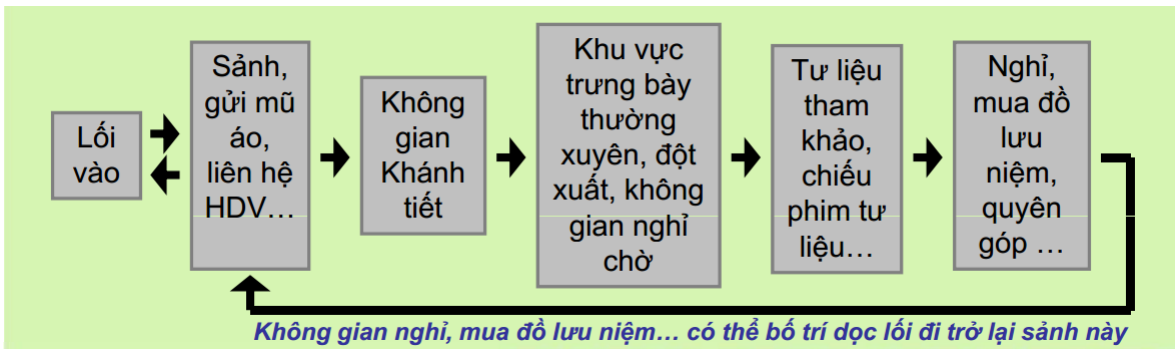 Lối
vào
Sảnh,
gửi mũ
áo,
liên hệ
HDV…
Không
gian
Khánh
tiết
Khu vực
trưng bày
thường
xuyên, đột
xuất, không
gian nghỉ
chờ
Tư liệu
tham
khảo,
chiếu
phim tư
liệu…
Nghỉ,
mua đồ
lưu
niệm,
quyên
góp …
Không gian nghỉ, mua đồ lưu niệm… có thể bố trí dọc lối đi trở lại sảnh này